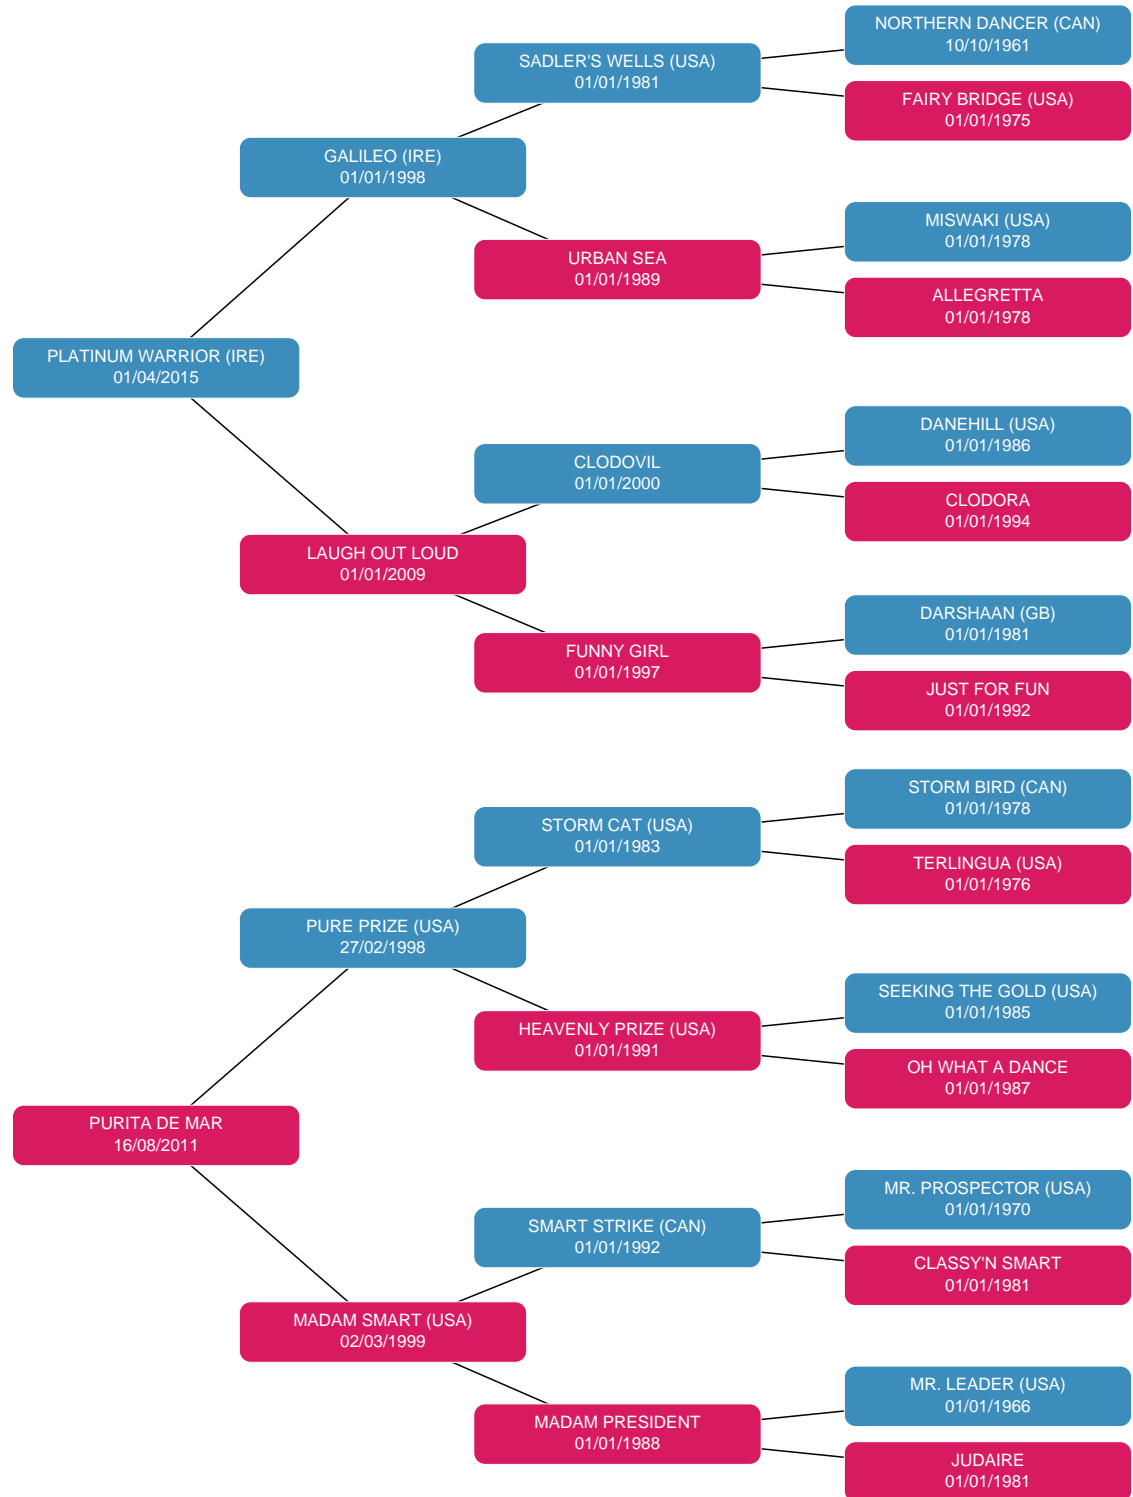 NORTHERN DANCER (CAN)
10/10/1961
SADLER'S WELLS (USA)
01/01/1981
FAIRY BRIDGE (USA)
01/01/1975
GALILEO (IRE)
01/01/1998
MISWAKI (USA)
01/01/1978
URBAN SEA
01/01/1989
ALLEGRETTA
01/01/1978
PLATINUM WARRIOR (IRE)
01/04/2015
DANEHILL (USA)
01/01/1986
CLODOVIL
01/01/2000
CLODORA
01/01/1994
LAUGH OUT LOUD
01/01/2009
DARSHAAN (GB)
01/01/1981
FUNNY GIRL
01/01/1997
JUST FOR FUN
01/01/1992
STORM BIRD (CAN)
01/01/1978
STORM CAT (USA)
01/01/1983
TERLINGUA (USA)
01/01/1976
PURE PRIZE (USA)
27/02/1998
SEEKING THE GOLD (USA)
01/01/1985
HEAVENLY PRIZE (USA)
01/01/1991
OH WHAT A DANCE
01/01/1987
PURITA DE MAR
16/08/2011
MR. PROSPECTOR (USA)
01/01/1970
SMART STRIKE (CAN)
01/01/1992
CLASSY'N SMART
01/01/1981
MADAM SMART (USA)
02/03/1999
MR. LEADER (USA)
01/01/1966
MADAM PRESIDENT
01/01/1988
JUDAIRE
01/01/1981